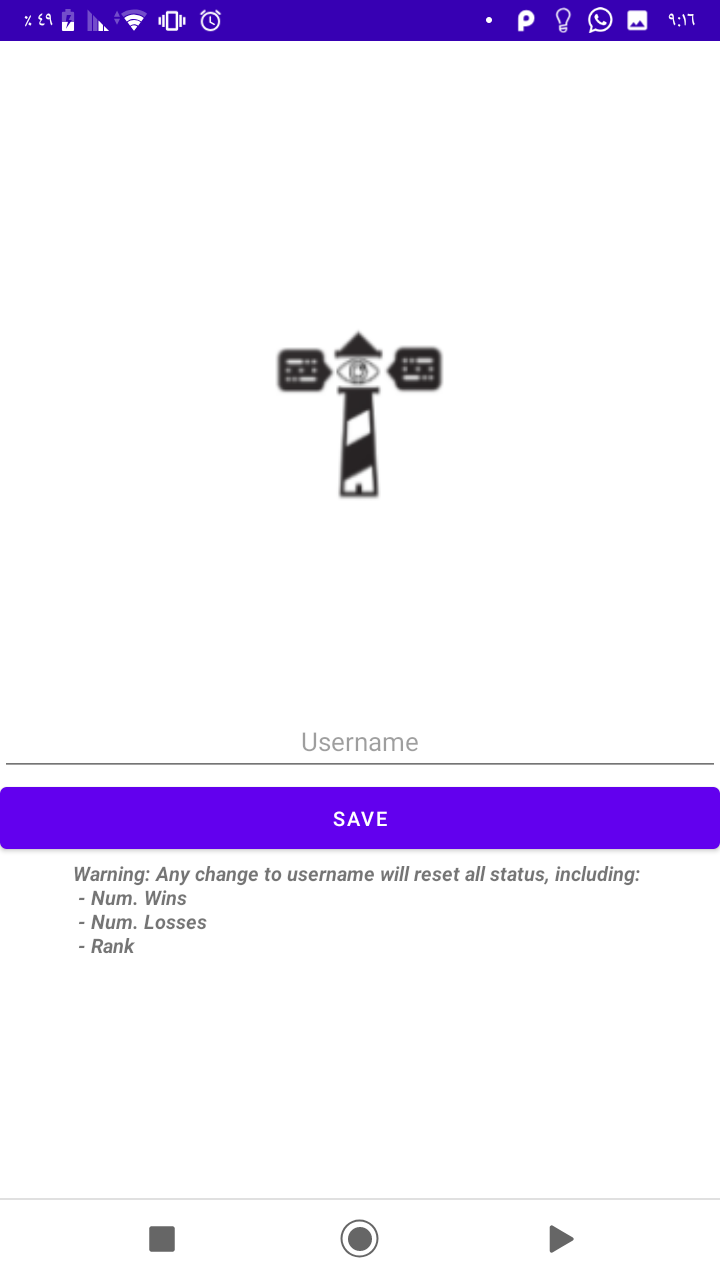 ٪ ٤٩
٩:١٦
Username
SAVE
Warning: Any change to username will reset all status, including:
- Num. Wins
- Num. Losses
- Rank